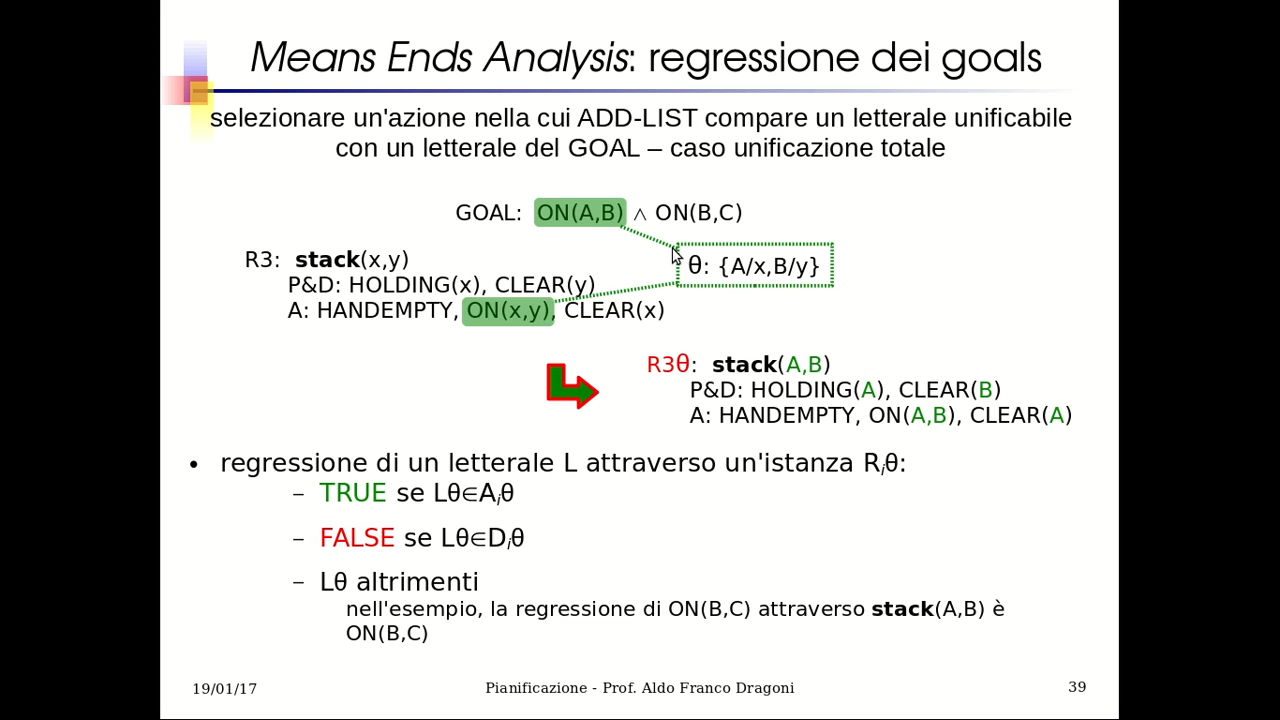 Means Ends Analysis: regressione dei goals
selezionare un'azione nella cui ADD-LIST compare un letterale unificabile
con un letterale del GOAL – caso unificazione totale
GOAL: ON(A,B) ∧ ON(B,C)
θ: {A/x,B/y}
R3: stack(x,y)
P&D: HOLDING(x), CLEAR(y)
A: HANDEMPTY, ON(x,y), CLEAR(x)
R3θ: stack(A,B)
P&D: HOLDING(A), CLEAR(B)
A: HANDEMPTY, ON(A,B), CLEAR(A)
• regressione di un letterale L attraverso un'istanza Riθ:
– TRUE se Lθ∈Aiθ
– FALSE se Lθ∈Diθ
– Lθ altrimenti
nell'esempio, la regressione di ON(B,C) attraverso stack(A,B) è
ON(B,C)
19/01/17
Pianificazione - Prof. Aldo Franco Dragoni
39